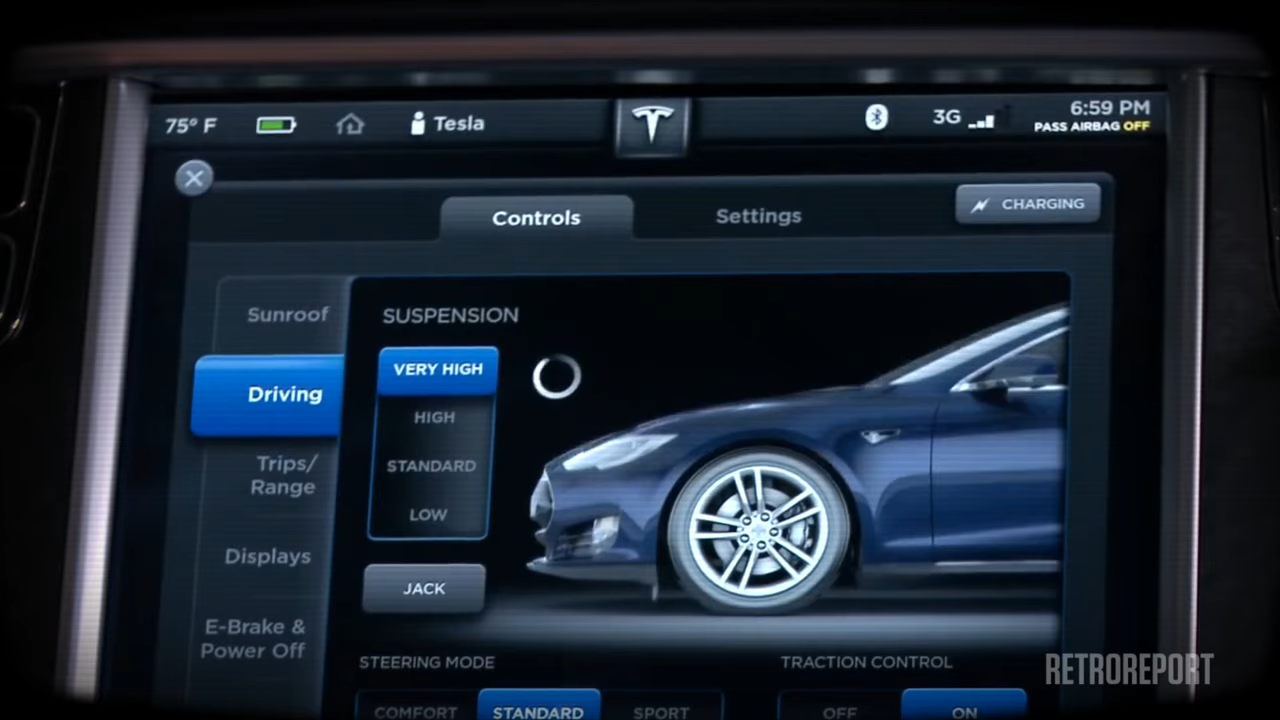 75° F
Tesla
3G
6:59 PM
PASS AIRBAG OFF
Controls
Settings
CHARGING
Sunroof
SUSPENSION
VERY HIGH
Driving
HIGH
STANDARD
Trips/
Range
LOW
Displays
JACK
E-Brake &
Power Off
STEERING MODE
TRACTION CONTROL
COMFORT
STANDARD
SPORT
OFF
ON
RETROREPORT